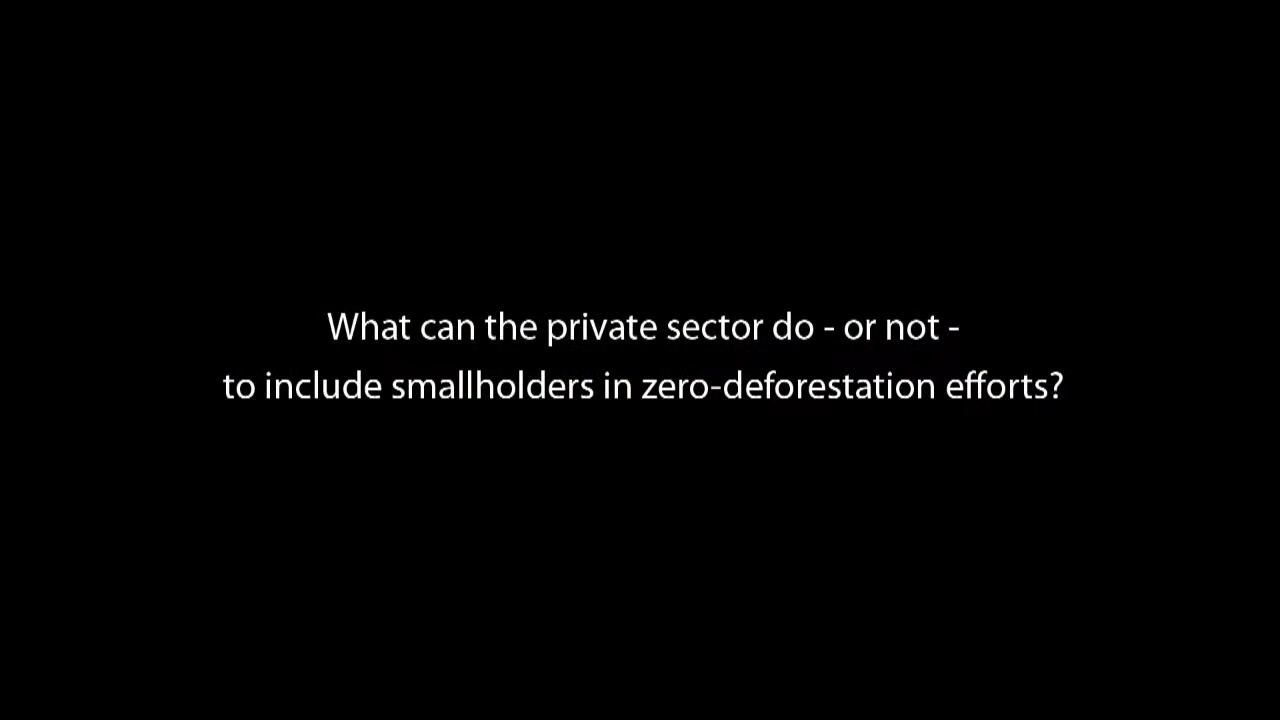 What can the private sector do - or not -
to include smallholders in zero-deforestation efforts?